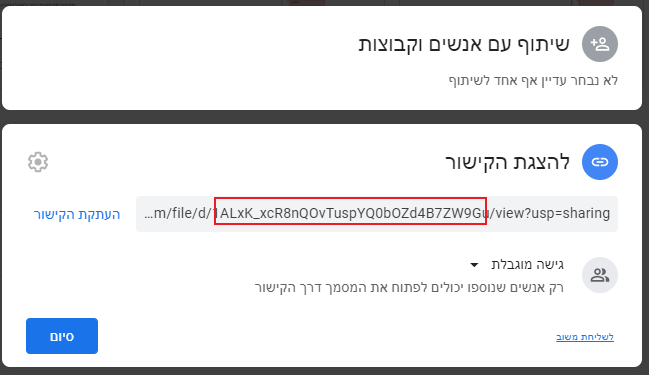 שיתוף עם אנשים וקבוצות
לא נבחר עדיין אף אחד לשיתוף
להצגת הקישור
…m/file/d/1ALxK_xcR8nQOvTuspYQ0bOZd4B7ZW9Gu/view?usp=sharing
העתקת הקישור
גישה מוגבלת
רק אנשים שנוספו יכולים לפתוח את המסמך דרך הקישור
לשליחת משוב
סיום